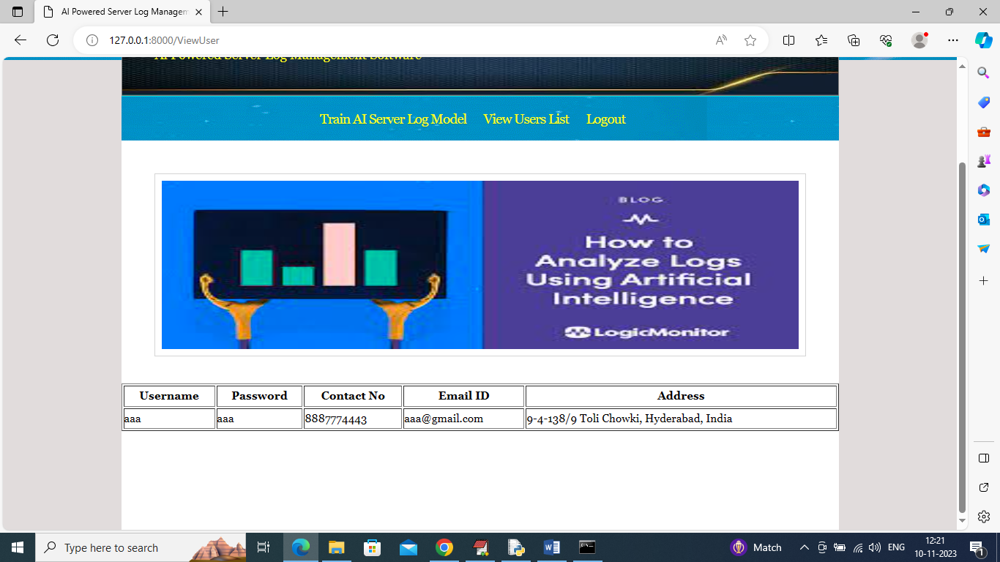 AI Powered Server Log Managem
127.0.0.1:8000/ViewUser
AI Powered Server Log Management Software
Train AI Server Log Model View Users List Logout
BLOG
How to
Analyze Logs
Using Artificial
Intelligence
LogicMonitor
Username Password Contact No Email ID Address
aaa aaa 8887774443 aaa@gmail.com 9-4-138/9 Toli Chowki, Hyderabad, India
Type here to search
Match
ENG
12:21
10-11-2023
1